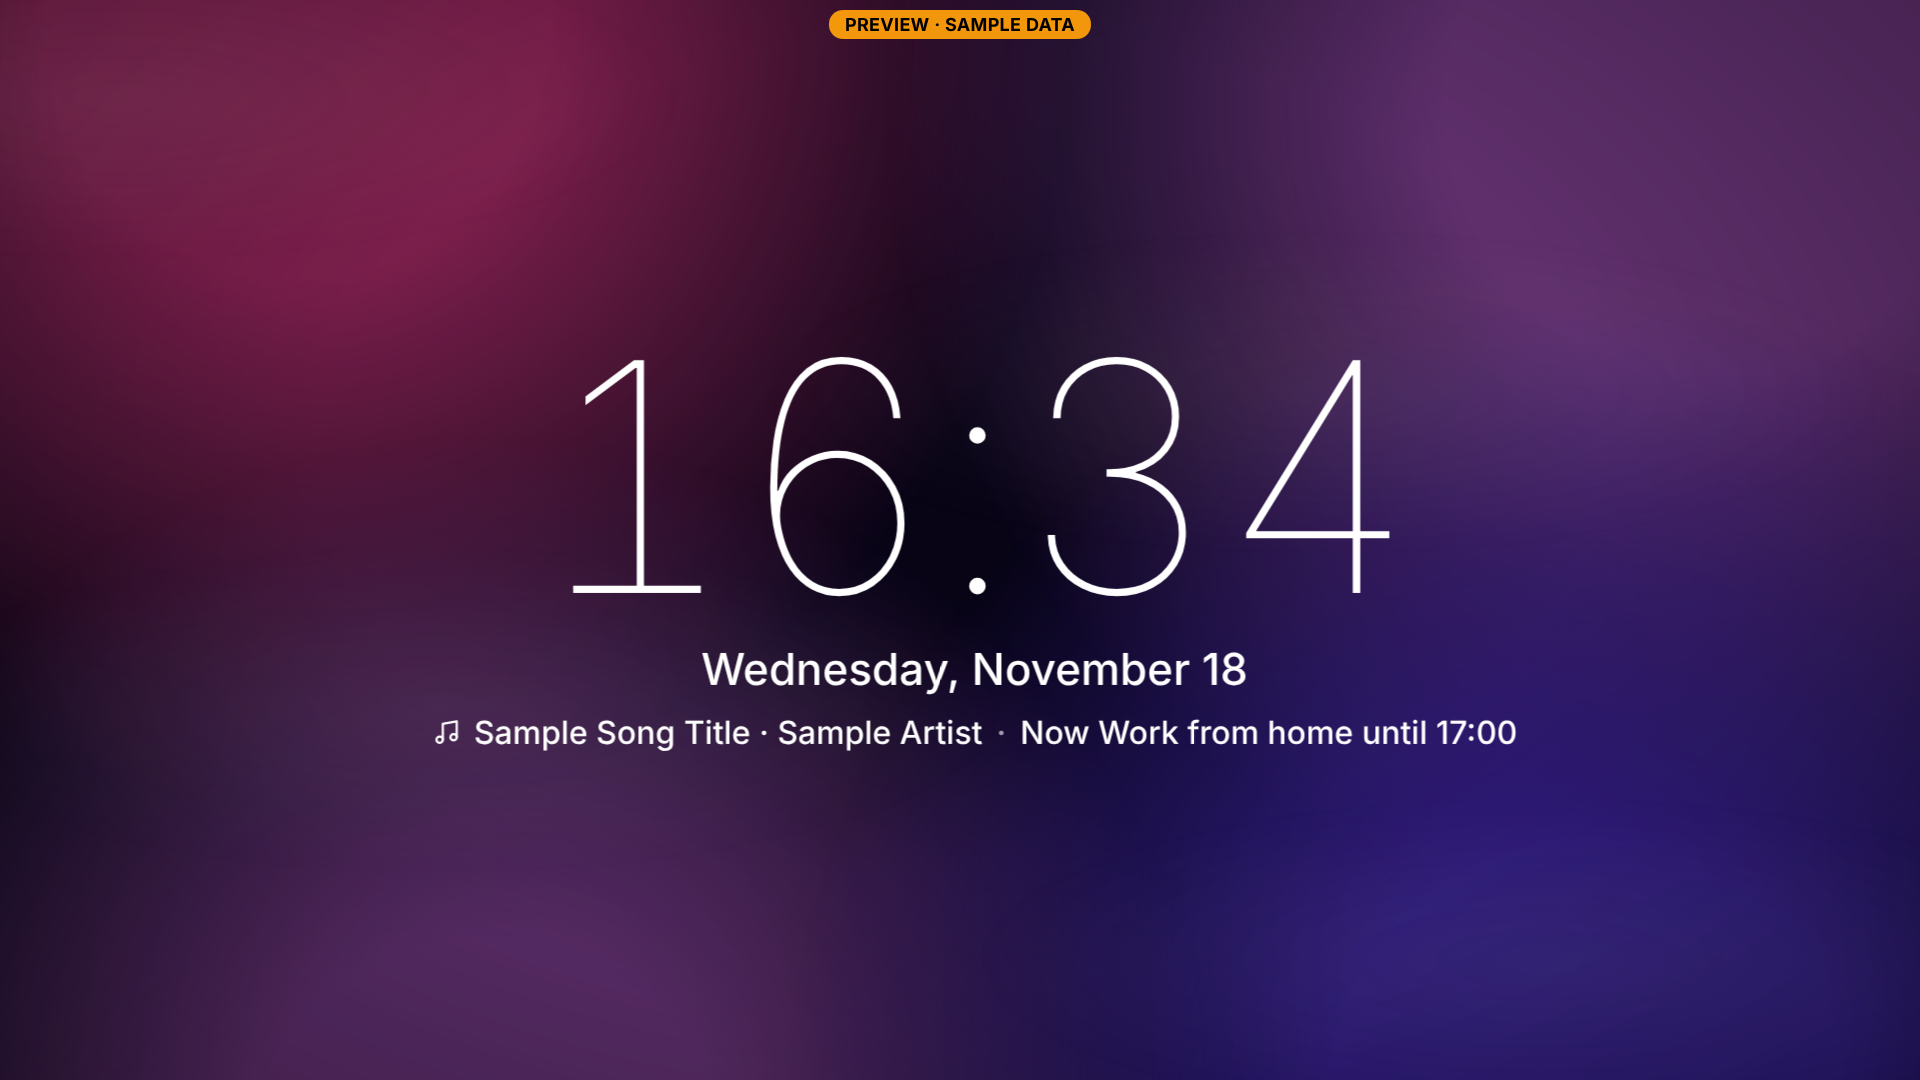 PREVIEW · SAMPLE DATA
16:34
Wednesday, November 18
Sample Song Title · Sample Artist · Now Work from home until 17:00